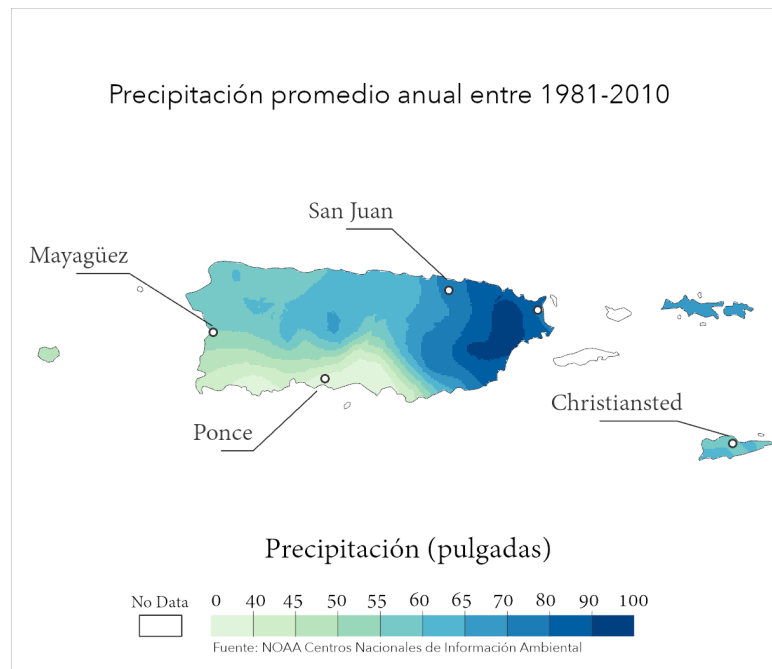 Precipitación promedio anual entre 1981-2010
San Juan
Mayagüez
Christiansted
Ponce
Precipitación (pulgadas)
No Data 0 40 45 50 55 60 65 70 80 90 100
Fuente: NOAA Centros Nacionales de Información Ambiental